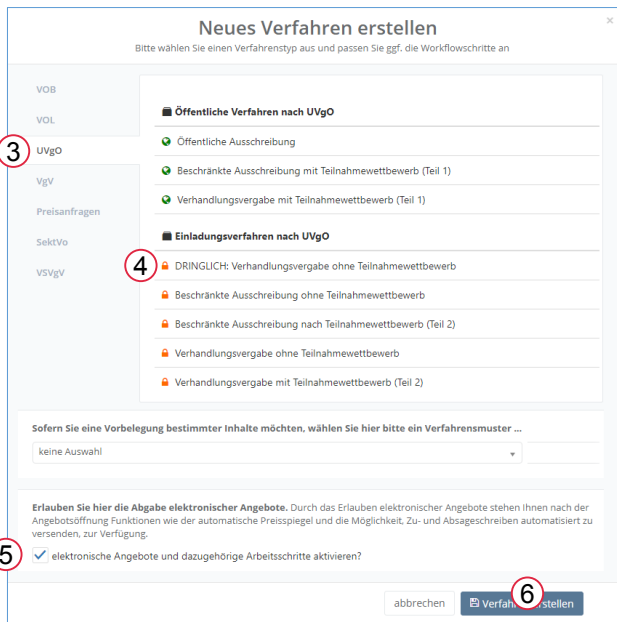 Neues Verfahren erstellen
×
Bitte wählen Sie einen Verfahrenstyp aus und passen Sie ggf. die Workflowschritte an
VOB
VOL
3
UVgO
VgV
Preisanfragen
SektVo
VSVgV
Öffentliche Verfahren nach UVgO
Öffentliche Ausschreibung
Beschränkte Ausschreibung mit Teilnahmewettbewerb (Teil 1)
Verhandlungsvergabe mit Teilnahmewettbewerb (Teil 1)
Einladungsverfahren nach UVgO
4
DRINGLICH: Verhandlungsvergabe ohne Teilnahmewettbewerb
Beschränkte Ausschreibung ohne Teilnahmewettbewerb
Beschränkte Ausschreibung nach Teilnahmewettbewerb (Teil 2)
Verhandlungsvergabe ohne Teilnahmewettbewerb
Verhandlungsvergabe mit Teilnahmewettbewerb (Teil 2)
Sofern Sie eine Vorbelegung bestimmter Inhalte möchten, wählen Sie hier bitte ein Verfahrensmuster ...
keine Auswahl
Erlauben Sie hier die Abgabe elektronischer Angebote. Durch das Erlauben elektronischer Angebote stehen Ihnen nach der
Angebotsöffnung Funktionen wie der automatische Preisspiegel und die Möglichkeit, Zu- und Absageschreiben automatisiert zu
versenden, zur Verfügung.
5
elektronische Angebote und dazugehörige Arbeitsschritte aktivieren?
abbrechen
6